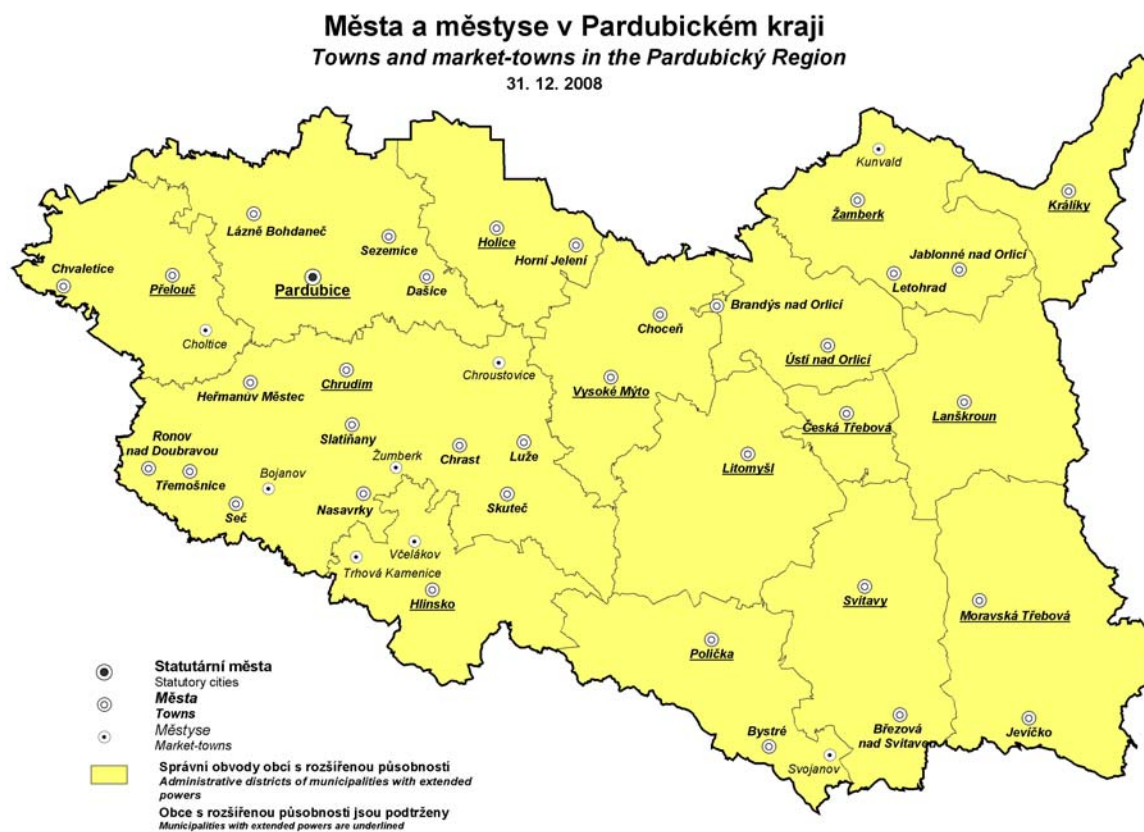 Města a městyse v Pardubickém kraji
Towns and market-towns in the Pardubický Region
31. 12. 2008
Kunvald
Žamberk
Králíky
Lázně Bohdaneč
Sezemice
Holice
Horní Jelení
Jablonné nad Orlicí
Letohrad
Chvaletice
Přelouč
Pardubice
Dašice
Brandýs nad Orlicí
Choceň
Choltice
Ústí nad Orlicí
Chroustovice
Chrudim
Heřmanův Městec
Vysoké Mýto
Lanškroun
Česká Třebová
Slatiňany
Ronov
nad Doubravou
Žumberk
Chrast
Luže
Litomyšl
Třemošnice
Bojanov
Seč
Nasavrky
Skuteč
Včelákov
Trhová Kamenice
Hlinsko
Svitavy
Moravská Třebová
Polička
Bystré
Březová
nad Svitavou
Jevíčko
Svojanov
Statutární města
Statutory cities
Města
Towns
Městyse
Market-towns
Správní obvody obcí s rozšířenou působností
Administrative districts of municipalities with extended
powers
Obce s rozšířenou působností jsou podtrženy
Municipalities with extended powers are underlined